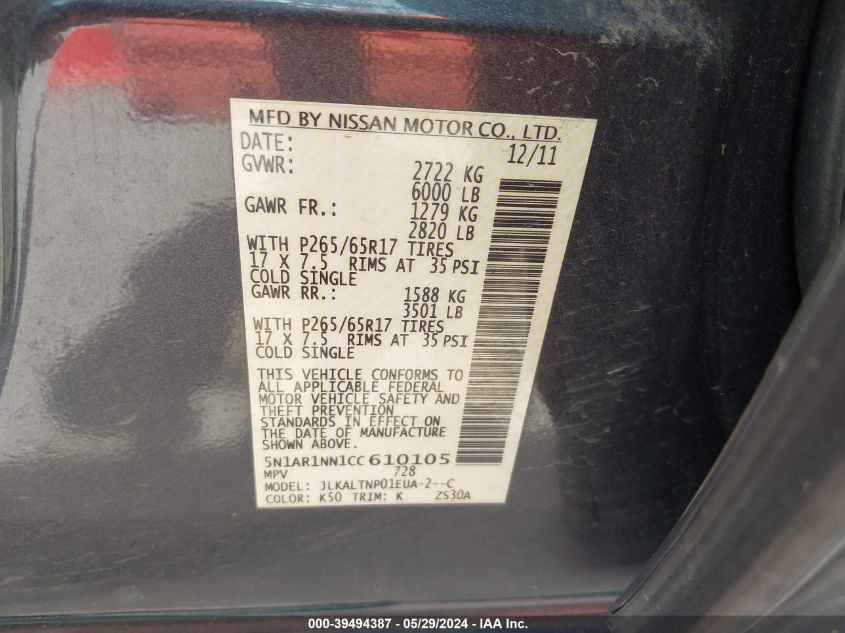 MFD BY NISSAN MOTOR CO., LTD.
DATE: 12/11
GVWR: 2722 KG
6000 LB
GAWR FR.: 1279 KG
2820 LB
WITH P265/65R17 TIRES
17 X 7.5 RIMS AT 35 PSI
COLD SINGLE
GAWR RR.: 1588 KG
3501 LB
WITH P265/65R17 TIRES
17 X 7.5 RIMS AT 35 PSI
COLD SINGLE
THIS VEHICLE CONFORMS TO
ALL APPLICABLE FEDERAL
MOTOR VEHICLE SAFETY AND
THEFT PREVENTION
STANDARDS IN EFFECT ON
THE DATE OF MANUFACTURE
SHOWN ABOVE.
5N1AR1NN1CC610105
MPV 728
MODEL: JLKALTNP01EUA-2--C
COLOR: K50 TRIM: K ZS30A
000-39494387 - 05/29/2024 - IAA Inc.